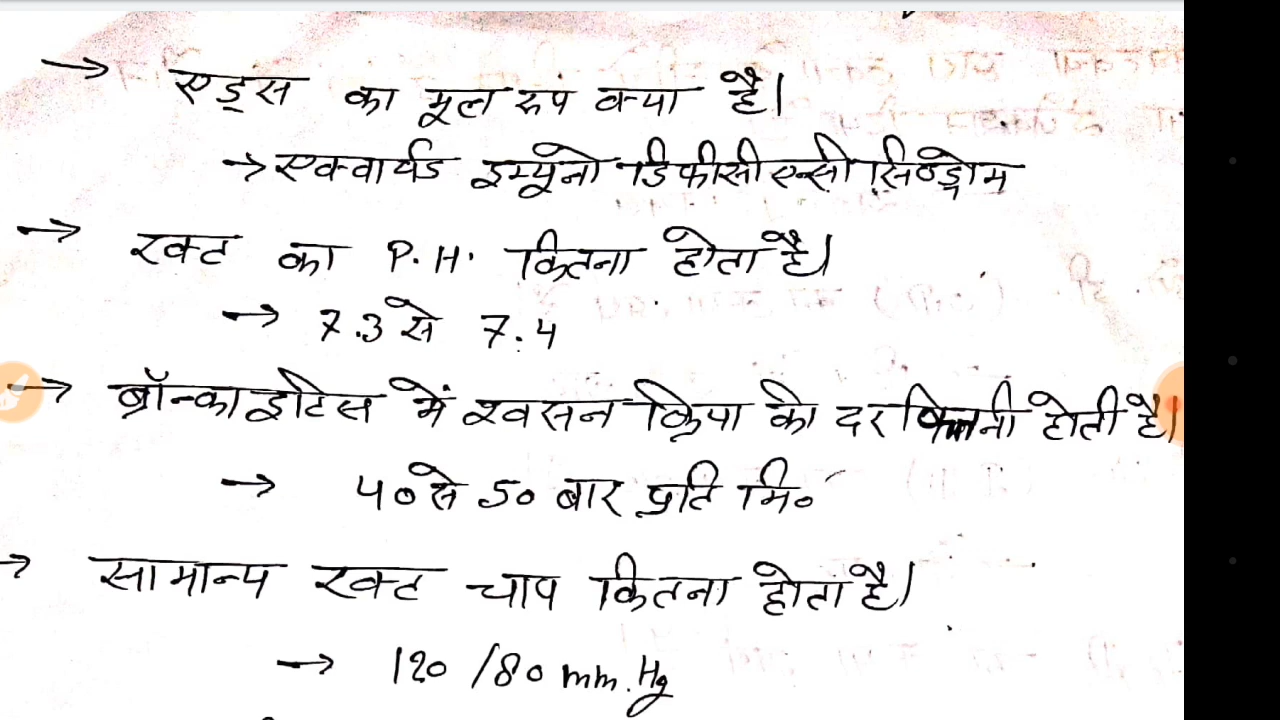 → एड्स का मूल रूप क्या है।
→ एक्वार्यड इम्यूनो डिफीसीएन्सी सिण्ड्रोम
→ रक्ट का P.H. कितना होता है।
→ 7.3 से 7.4
→ ब्रॉन्काइटिस में श्वसन क्रिया की दर कितनी होती है।
→ 40 से 50 बार प्रति मि०
→ सामान्य रक्ट चाप कितना होता है।
→ 120/80 mm.Hg